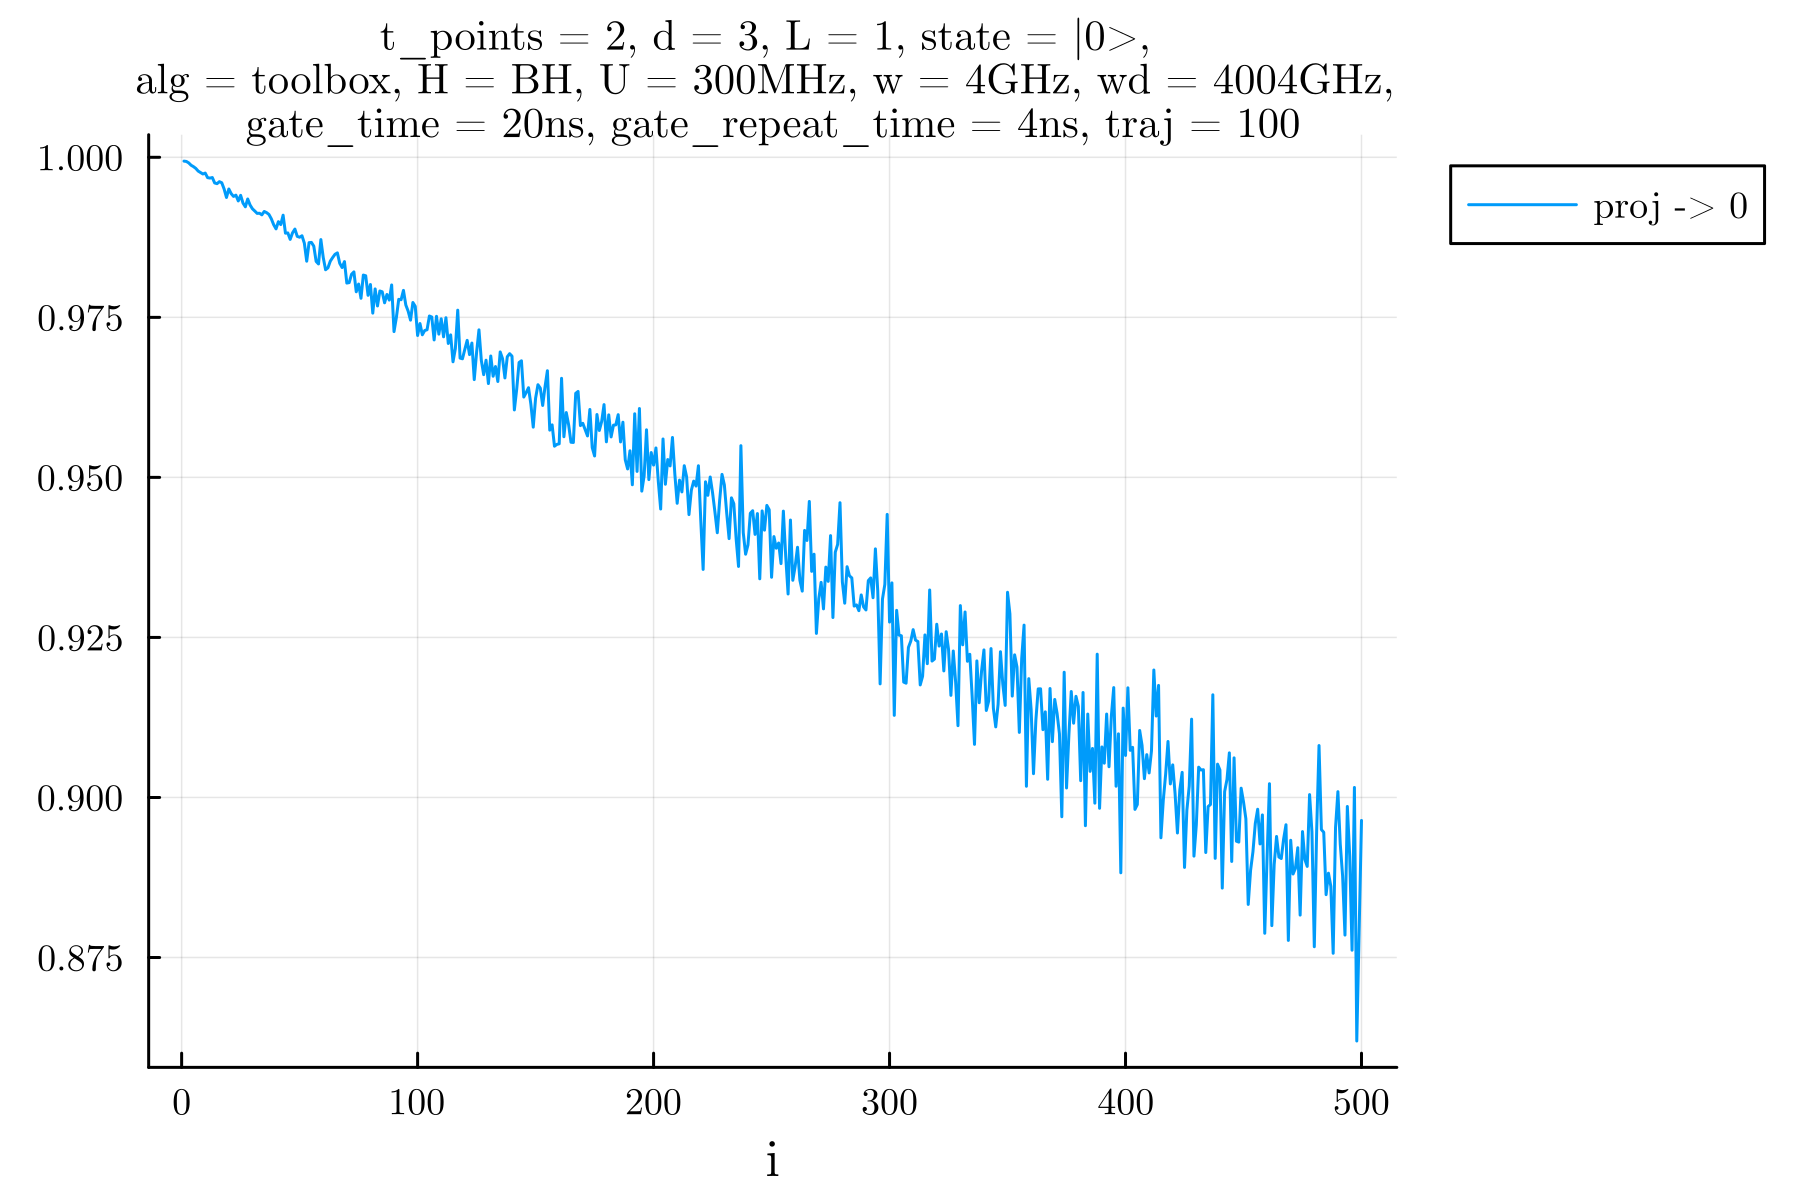 t_points = 2, d = 3, L = 1, state = |0>,
alg = toolbox, H = BH, U = 300MHz, w = 4GHz, wd = 4004GHz,
gate_time = 20ns, gate_repeat_time = 4ns, traj = 100
1.000
0.975
0.950
0.925
0.900
0.875
0
100
200
300
400
500
i
proj -> 0